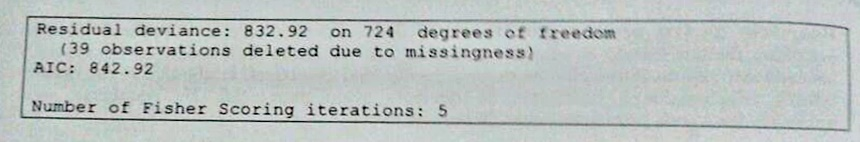 Residual deviance: 832.92 on 724 degrees of freedom
(39 observations deleted due to missingness)
AIC: 842.92
Number of Fisher Scoring iterations: 5